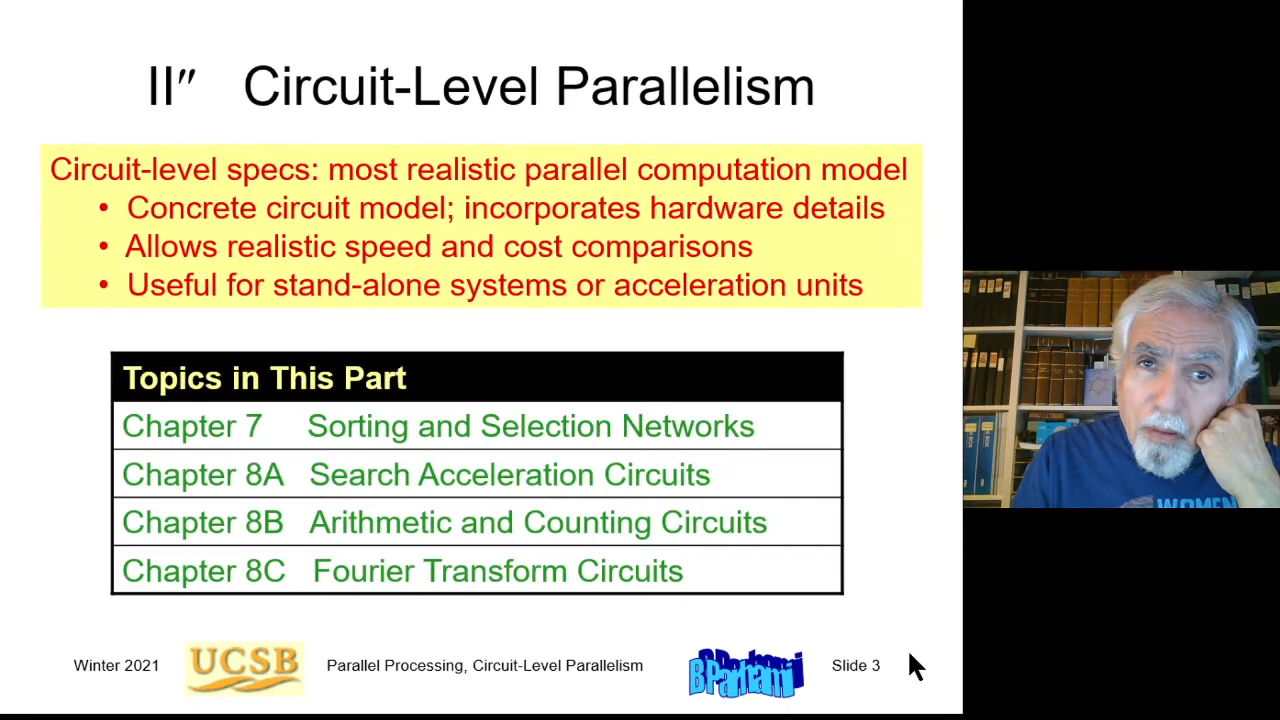 II″ Circuit-Level Parallelism
Circuit-level specs: most realistic parallel computation model
• Concrete circuit model; incorporates hardware details
• Allows realistic speed and cost comparisons
• Useful for stand-alone systems or acceleration units
Topics in This Part
Chapter 7 Sorting and Selection Networks
Chapter 8A Search Acceleration Circuits
Chapter 8B Arithmetic and Counting Circuits
Chapter 8C Fourier Transform Circuits
Winter 2021 UCSB Parallel Processing, Circuit-Level Parallelism B Parhami Slide 3
WOMEN